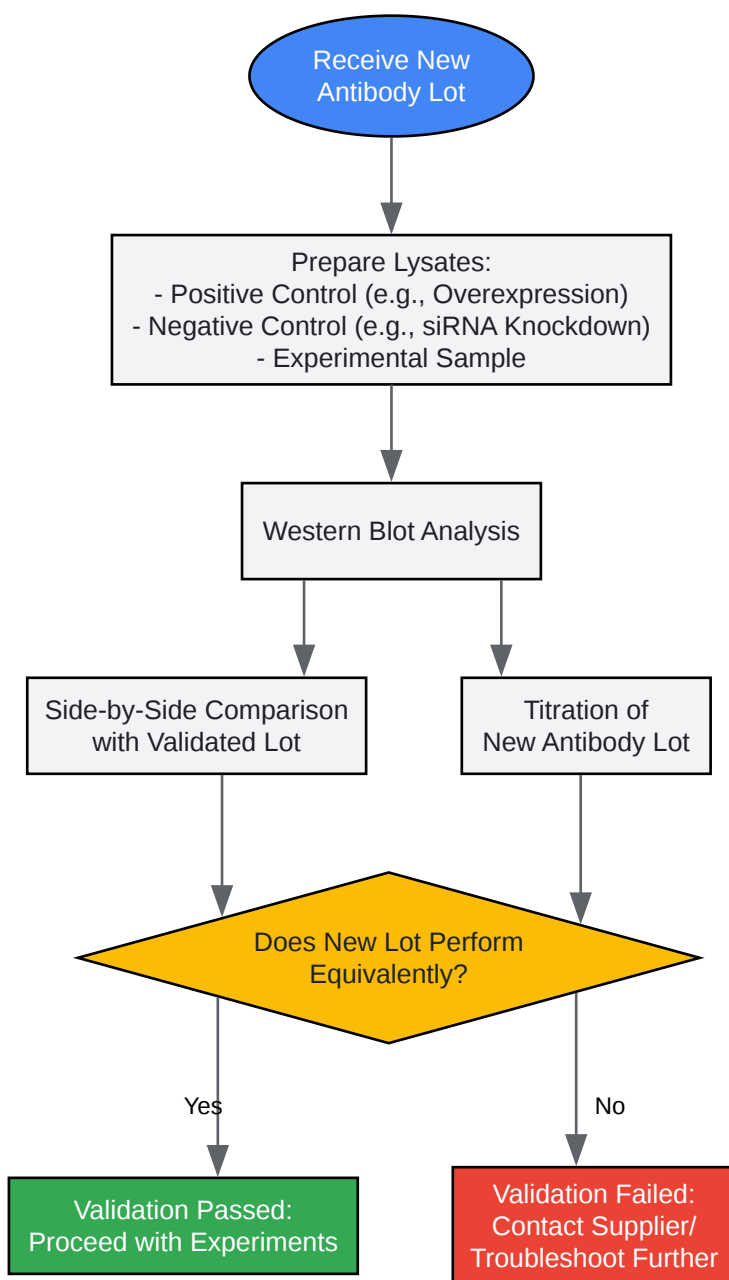 Receive New
Antibody Lot
Prepare Lysates:
- Positive Control (e.g., Overexpression)
- Negative Control (e.g., siRNA Knockdown)
- Experimental Sample
Western Blot Analysis
Side-by-Side Comparison
with Validated Lot
Titration of
New Antibody Lot
Does New Lot Perform
Equivalently?
Yes
No
Validation Passed:
Proceed with Experiments
Validation Failed:
Contact Supplier/
Troubleshoot Further